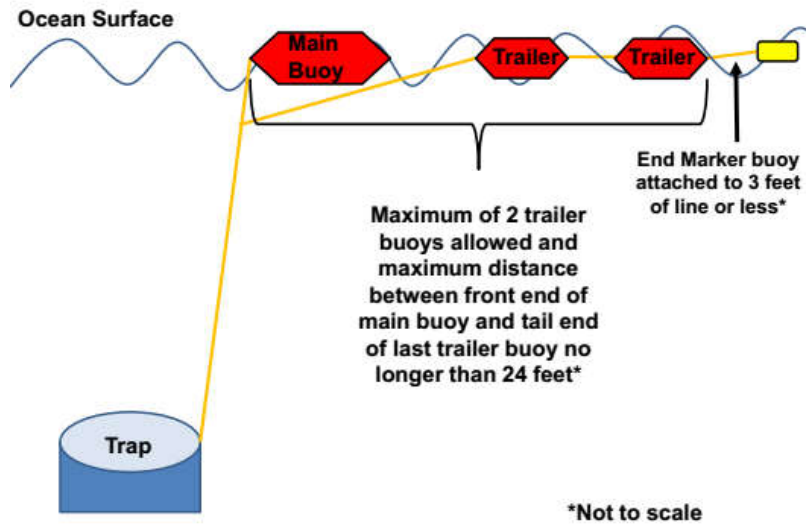 Ocean Surface
Main
Buoy
Trailer
Trailer
End Marker buoy
attached to 3 feet
of line or less*
Maximum of 2 trailer
buoys allowed and
maximum distance
between front end of
main buoy and tail end
of last trailer buoy no
longer than 24 feet*
Trap
*Not to scale